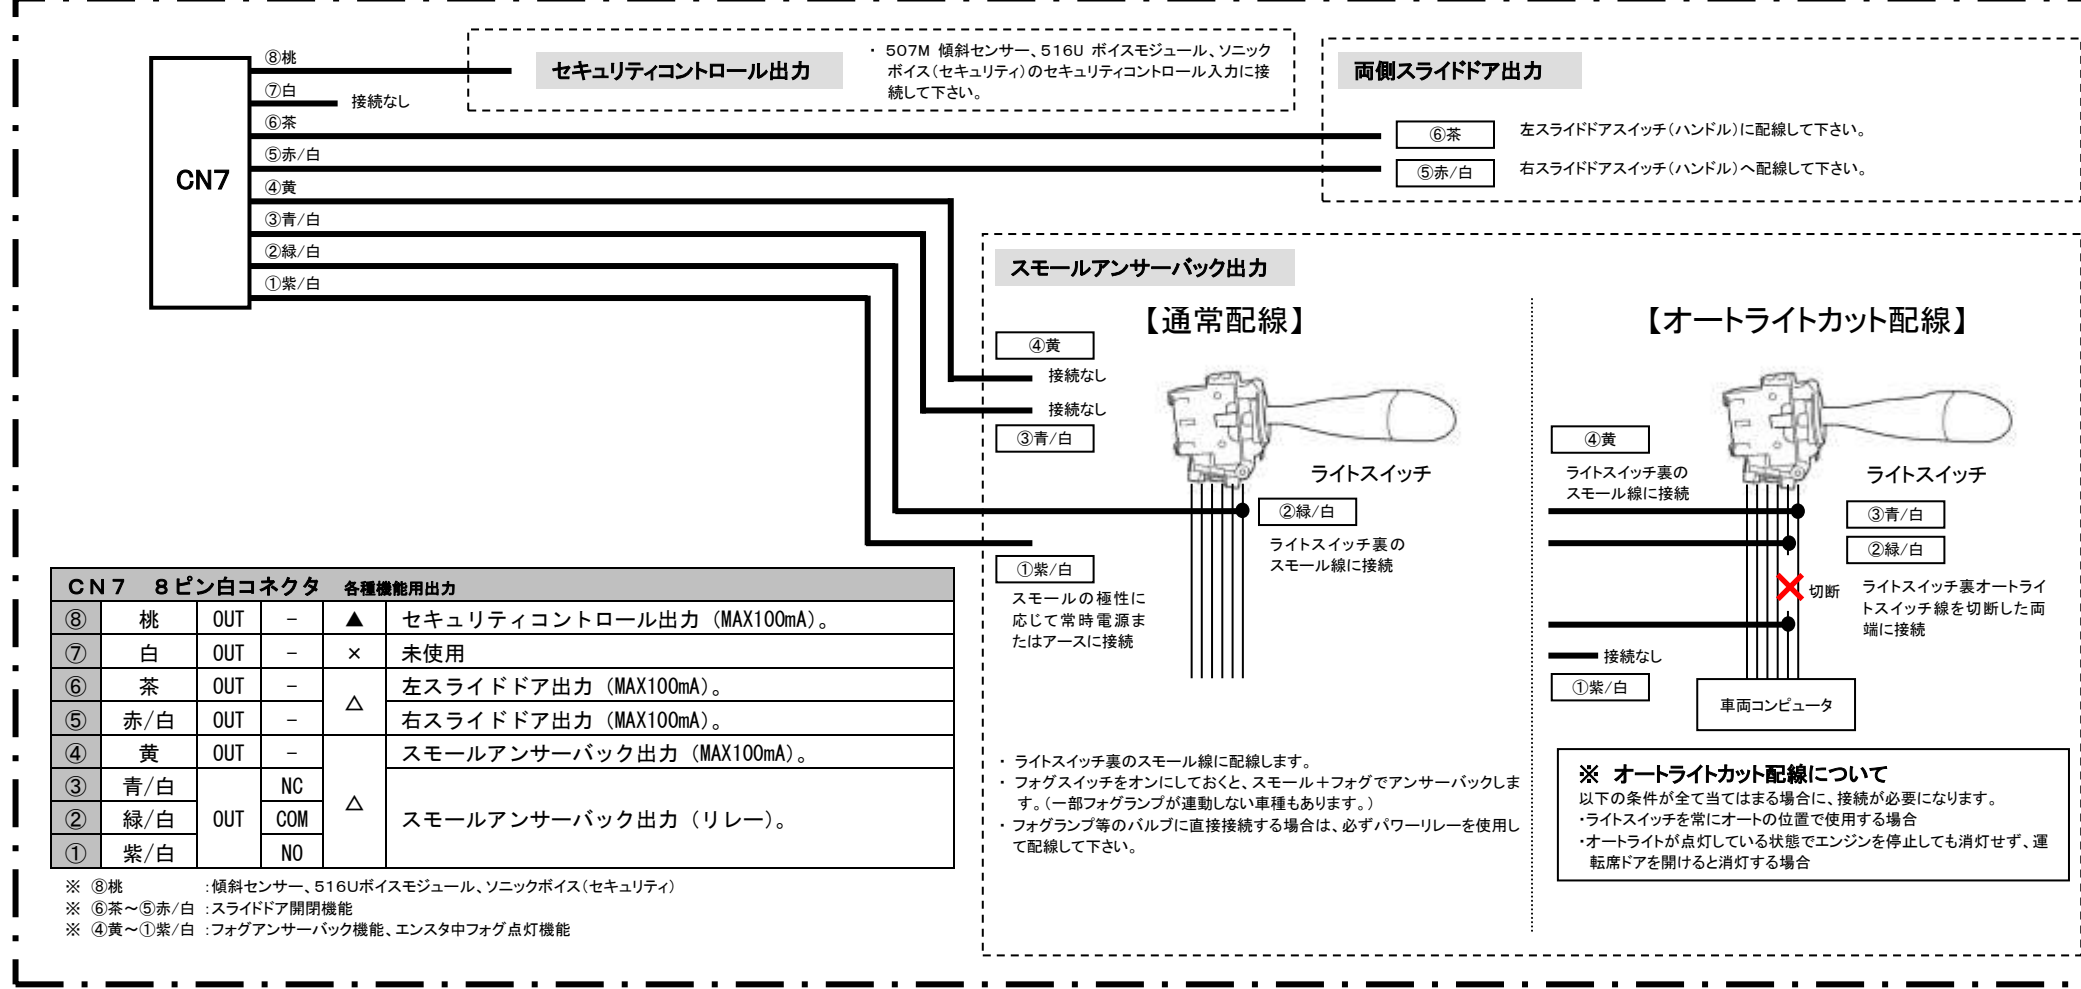 CN7
⑧桃
⑦白
接続なし
⑥茶
⑤赤/白
④黄
③青/白
②緑/白
①紫/白
セキュリティコントロール出力
・ 507M 傾斜センサー、516U ボイスモジュール、ソニック
ボイス（セキュリティ）のセキュリティコントロール入力に接
続して下さい。
両側スライドドア出力
⑥茶
左スライドドアスイッチ（ハンドル）に配線して下さい。
⑤赤/白
右スライドドアスイッチ（ハンドル）へ配線して下さい。
スモールアンサーバック出力
【通常配線】
④黄
接続なし
接続なし
③青/白
ライトスイッチ
②緑/白
ライトスイッチ裏の
スモール線に接続
①紫/白
スモールの極性に
応じて常時電源ま
たはアースに接続
・ ライトスイッチ裏のスモール線に配線します。
・ フォグスイッチをオンにしておくと、スモール＋フォグでアンサーバックしま
す。（一部フォグランプが連動しない車種もあります。）
・ フォグランプ等のバルブに直接接続する場合は、必ずパワーリレーを使用し
て配線して下さい。
【オートライトカット配線】
④黄
ライトスイッチ裏の
スモール線に接続
ライトスイッチ
③青/白
②緑/白
切断
ライトスイッチ裏オートライ
トスイッチ線を切断した両
端に接続
接続なし
①紫/白
車両コンピュータ
※ オートライトカット配線について
以下の条件が全て当てはまる場合に、接続が必要になります。
・ライトスイッチを常にオートの位置で使用する場合
・オートライトが点灯している状態でエンジンを停止しても消灯せず、運
転席ドアを開けると消灯する場合
ＣＮ７ ８ピン白コネクタ 各種機能用出力
⑧ 桃 OUT － ▲ セキュリティコントロール出力（MAX100mA）。
⑦ 白 OUT － × 未使用
⑥ 茶 OUT － △ 左スライドドア出力（MAX100mA）。
⑤ 赤/白 OUT － 右スライドドア出力（MAX100mA）。
④ 黄 OUT － △ スモールアンサーバック出力（MAX100mA）。
③ 青/白 OUT NC スモールアンサーバック出力（リレー）。
② 緑/白 COM
① 紫/白 NO
※ ⑧桃 ：傾斜センサー、516Uボイスモジュール、ソニックボイス（セキュリティ）
※ ⑥茶～⑤赤/白 ：スライドドア開閉機能
※ ④黄～①紫/白 ：フォグアンサーバック機能、エンスタ中フォグ点灯機能